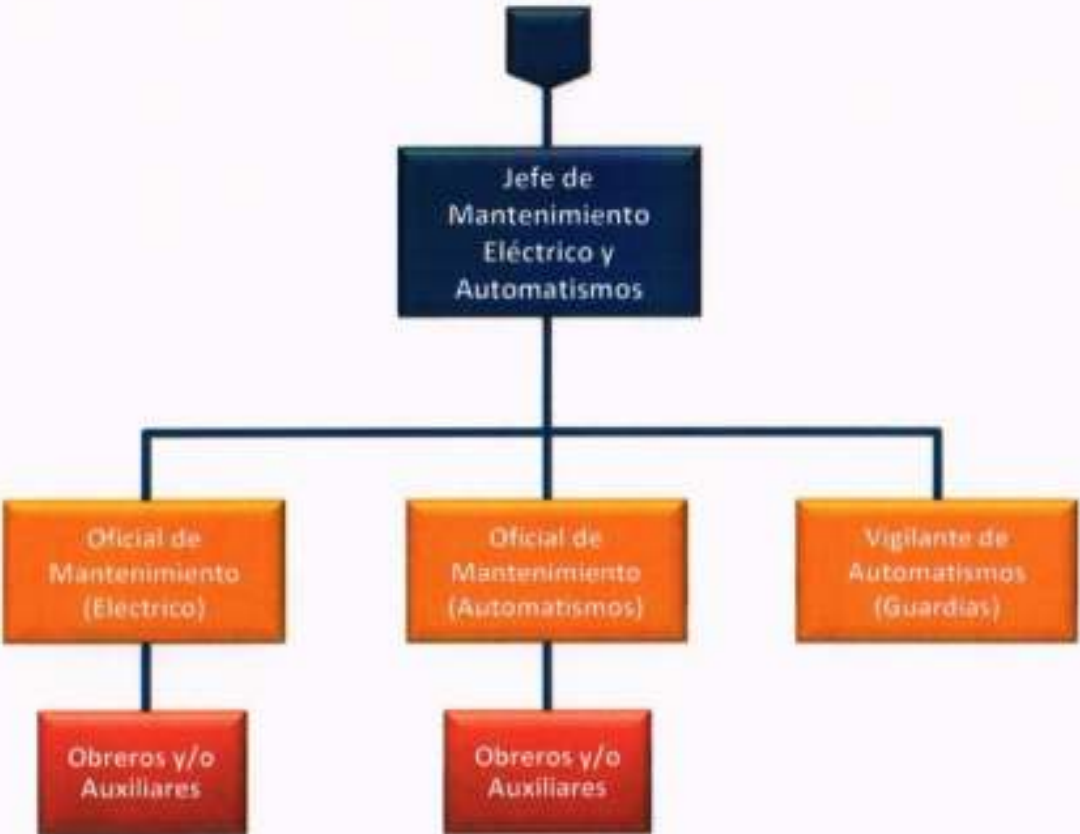 Jefe de
Mantenimiento
Eléctrico y
Automatismos
Oficial de
Mantenimiento
(Eléctrico)
Oficial de
Mantenimiento
(Automatismos)
Vigilante de
Automatismos
(Guardias)
Obreros y/o
Auxiliares
Obreros y/o
Auxiliares